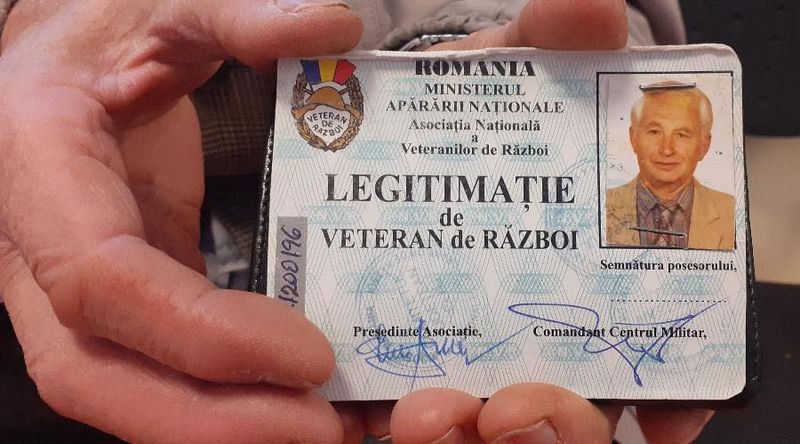 VETERAN
DE
RĂZBOI
ROMANIA
MINISTERUL
APĂRĂRII NATIONALE
Asociația Națională
a
Veteranilor de Război
LEGITIMAȚIE
de
VETERAN de RĂZBOI
Semnătura posesorului,
Președinte Asociație,
Comandant Centrul Militar,